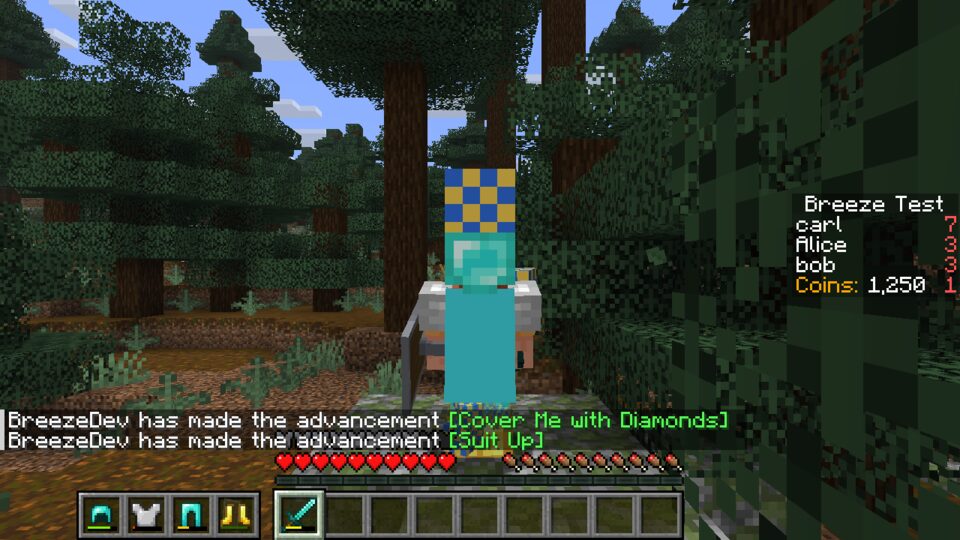 Breeze Test
carl 7
Alice 3
bob 3
Coins: 1,250 1
BreezeDev has made the advancement [Cover Me with Diamonds]
BreezeDev has made the advancement [Suit Up]